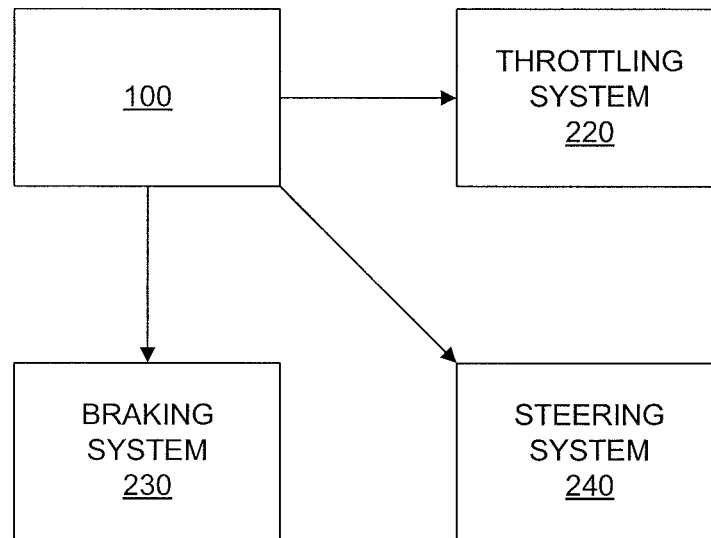 100
THROTTLING
SYSTEM
220
BRAKING
SYSTEM
230
STEERING
SYSTEM
240